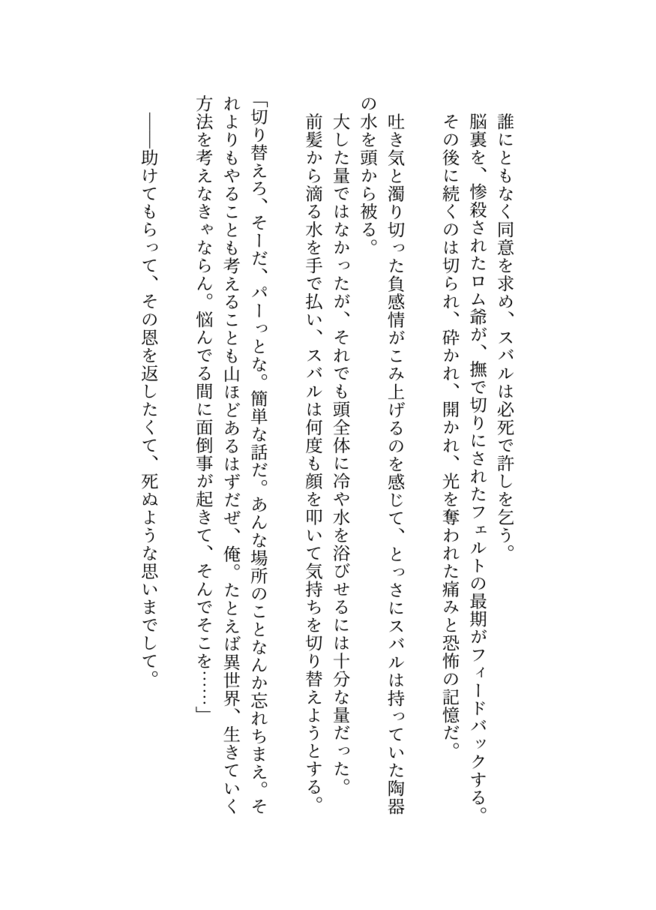 誰にともなく同意を求め、スバルは必死で許しを乞う。
脳裏を、惨殺されたロム爺が、撫で切りにされたフェルトの最期がフィードバックする。
その後に続くのは切られ、砕かれ、開かれ、光を奪われた痛みと恐怖の記憶だ。
吐き気と濁り切った負感情がこみ上げるのを感じて、とっさにスバルは持っていた陶器
の水を頭から被る。
大した量ではなかったが、それでも頭全体に冷や水を浴びせるには十分な量だった。
前髪から滴る水を手で払い、スバルは何度も顔を叩いて気持ちを切り替えようとする。
「切り替えろ、そーだ、パーっとな。簡単な話だ。あんな場所のことなんか忘れちまえ。そ
れよりもやることも考えることも山ほどあるはずだぜ、俺。たとえば異世界、生きていく
方法を考えなきゃならん。悩んでる間に面倒事が起きて、そんでそこを……」
――助けてもらって、その恩を返したくて、死ぬような思いまでして。